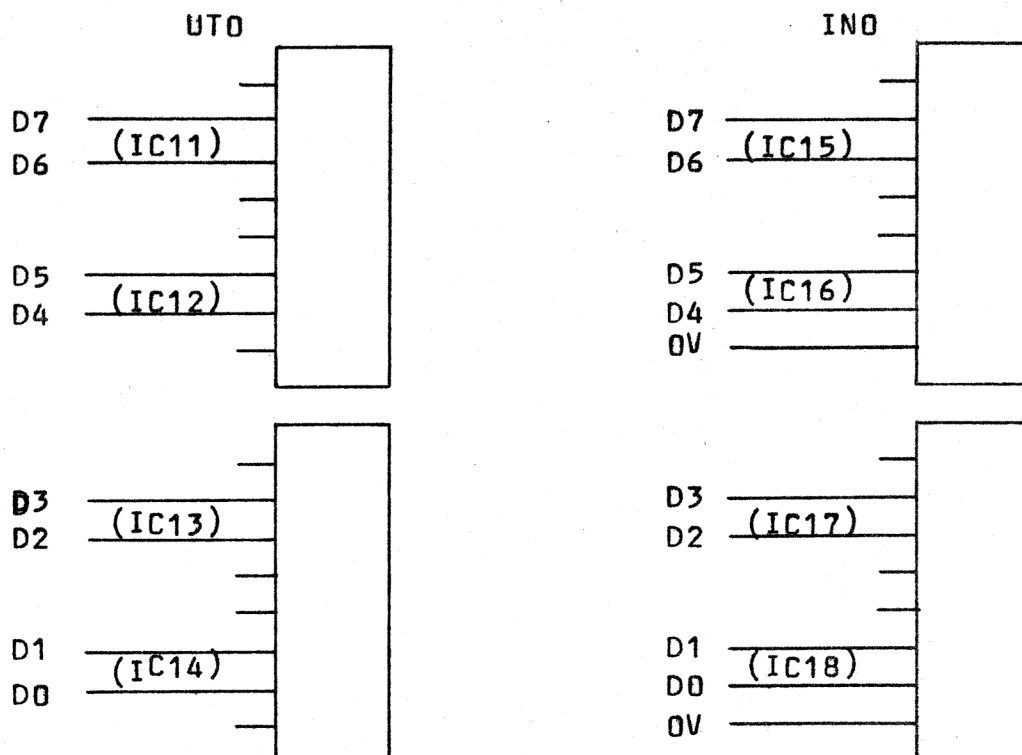 UTO
D7
(IC11)
D6
D5
(IC12)
D4
D3
(IC13)
D2
D1
(IC14)
D0
INO
D7
(IC15)
D6
D5
(IC16)
D4
0V
D3
(IC17)
D2
D1
(IC18)
D0
0V